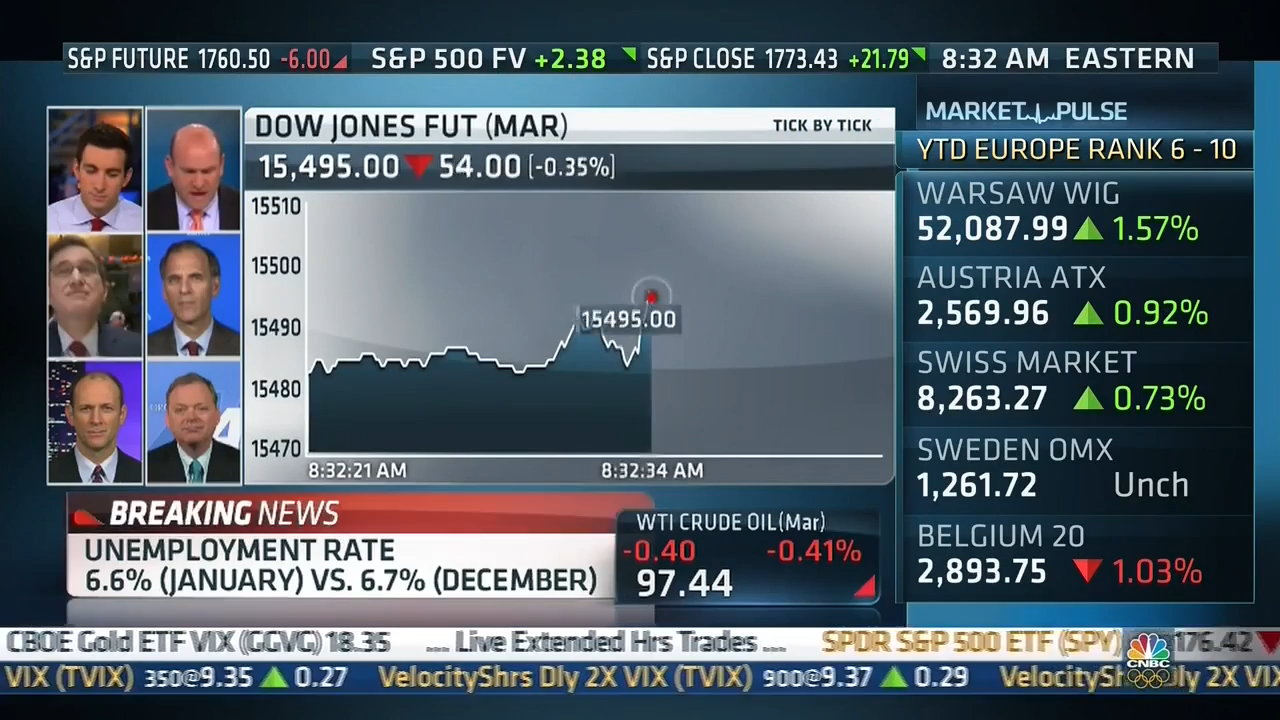 S&P FUTURE 1760.50 -6.00 S&P 500 FV +2.38 S&P CLOSE 1773.43 +21.79 8:32 AM EASTERN
MARKET PULSE
YTD EUROPE RANK 6 - 10
DOW JONES FUT (MAR) TICK BY TICK
15,495.00 54.00 [-0.35%]
15510
15500
15490
15480
15470
15495.00
8:32:21 AM 8:32:34 AM
WARSAW WIG
52,087.99 1.57%
AUSTRIA ATX
2,569.96 0.92%
SWISS MARKET
8,263.27 0.73%
SWEDEN OMX
1,261.72 Unch
BELGIUM 20
2,893.75 1.03%
BREAKING NEWS
UNEMPLOYMENT RATE
6.6% (JANUARY) VS. 6.7% (DECEMBER)
WTI CRUDE OIL(Mar)
-0.40 -0.41%
97.44
CBOE Gold ETF VIX (GVG) 18.35 ... Live Extended Hrs Trades ... SPDR S&P 500 ETF (SPY) 176.42
CNBC
VIX (TVIX) 350@9.35 0.27 VelocityShrs Dly 2X VIX (TVIX) 900@9.37 0.29 VelocitySh Dly 2X VIX